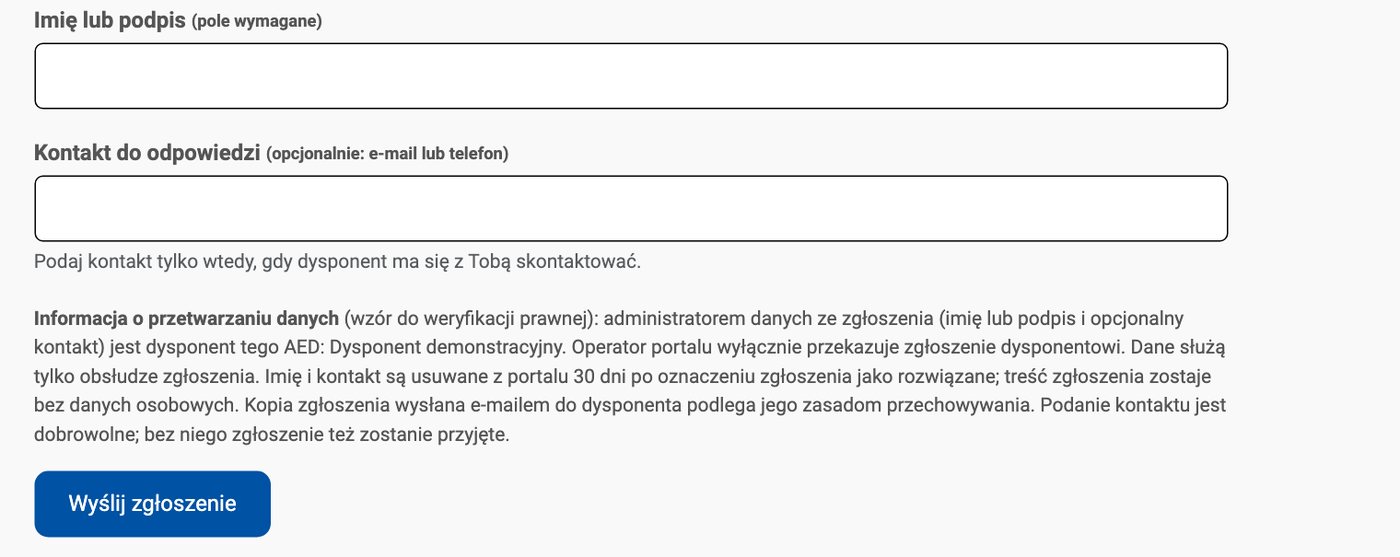 Imię lub podpis (pole wymagane)
Kontakt do odpowiedzi (opcjonalnie: e-mail lub telefon)
Podaj kontakt tylko wtedy, gdy dysponent ma się z Tobą skontaktować.
Informacja o przetwarzaniu danych (wzór do weryfikacji prawnej): administratorem danych ze zgłoszenia (imię lub podpis i opcjonalny
kontakt) jest dysponent tego AED: Dysponent demonstracyjny. Operator portalu wyłącznie przekazuje zgłoszenie dysponentowi. Dane służą
tylko obsłudze zgłoszenia. Imię i kontakt są usuwane z portalu 30 dni po oznaczeniu zgłoszenia jako rozwiązane; treść zgłoszenia zostaje
bez danych osobowych. Kopia zgłoszenia wysłana e-mailem do dysponenta podlega jego zasadom przechowywania. Podanie kontaktu jest
dobrowolne; bez niego zgłoszenie też zostanie przyjęte.
Wyślij zgłoszenie